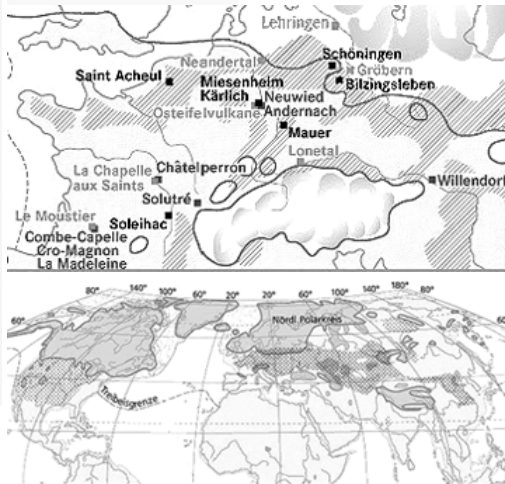 Lehringen
Neandertal
Schöningen
Gröbern
Saint Acheul
Miesenheim
Bilzingsleben
Kärlich
Neuwied
Osteifelvulkane
Andernach
Mauer
Lonetal
La Chapelle
aux Saints
Châtelperron
Willendorf
Solutré
Le Moustier
Soleihac
Combe-Capelle
Cro-Magnon
La Madeleine
80° 140° 100° 60° 20° 20° 60° 100° 140° 180° 80°
60°
Nördl. Polarkreis
60
Treibeisgrenze